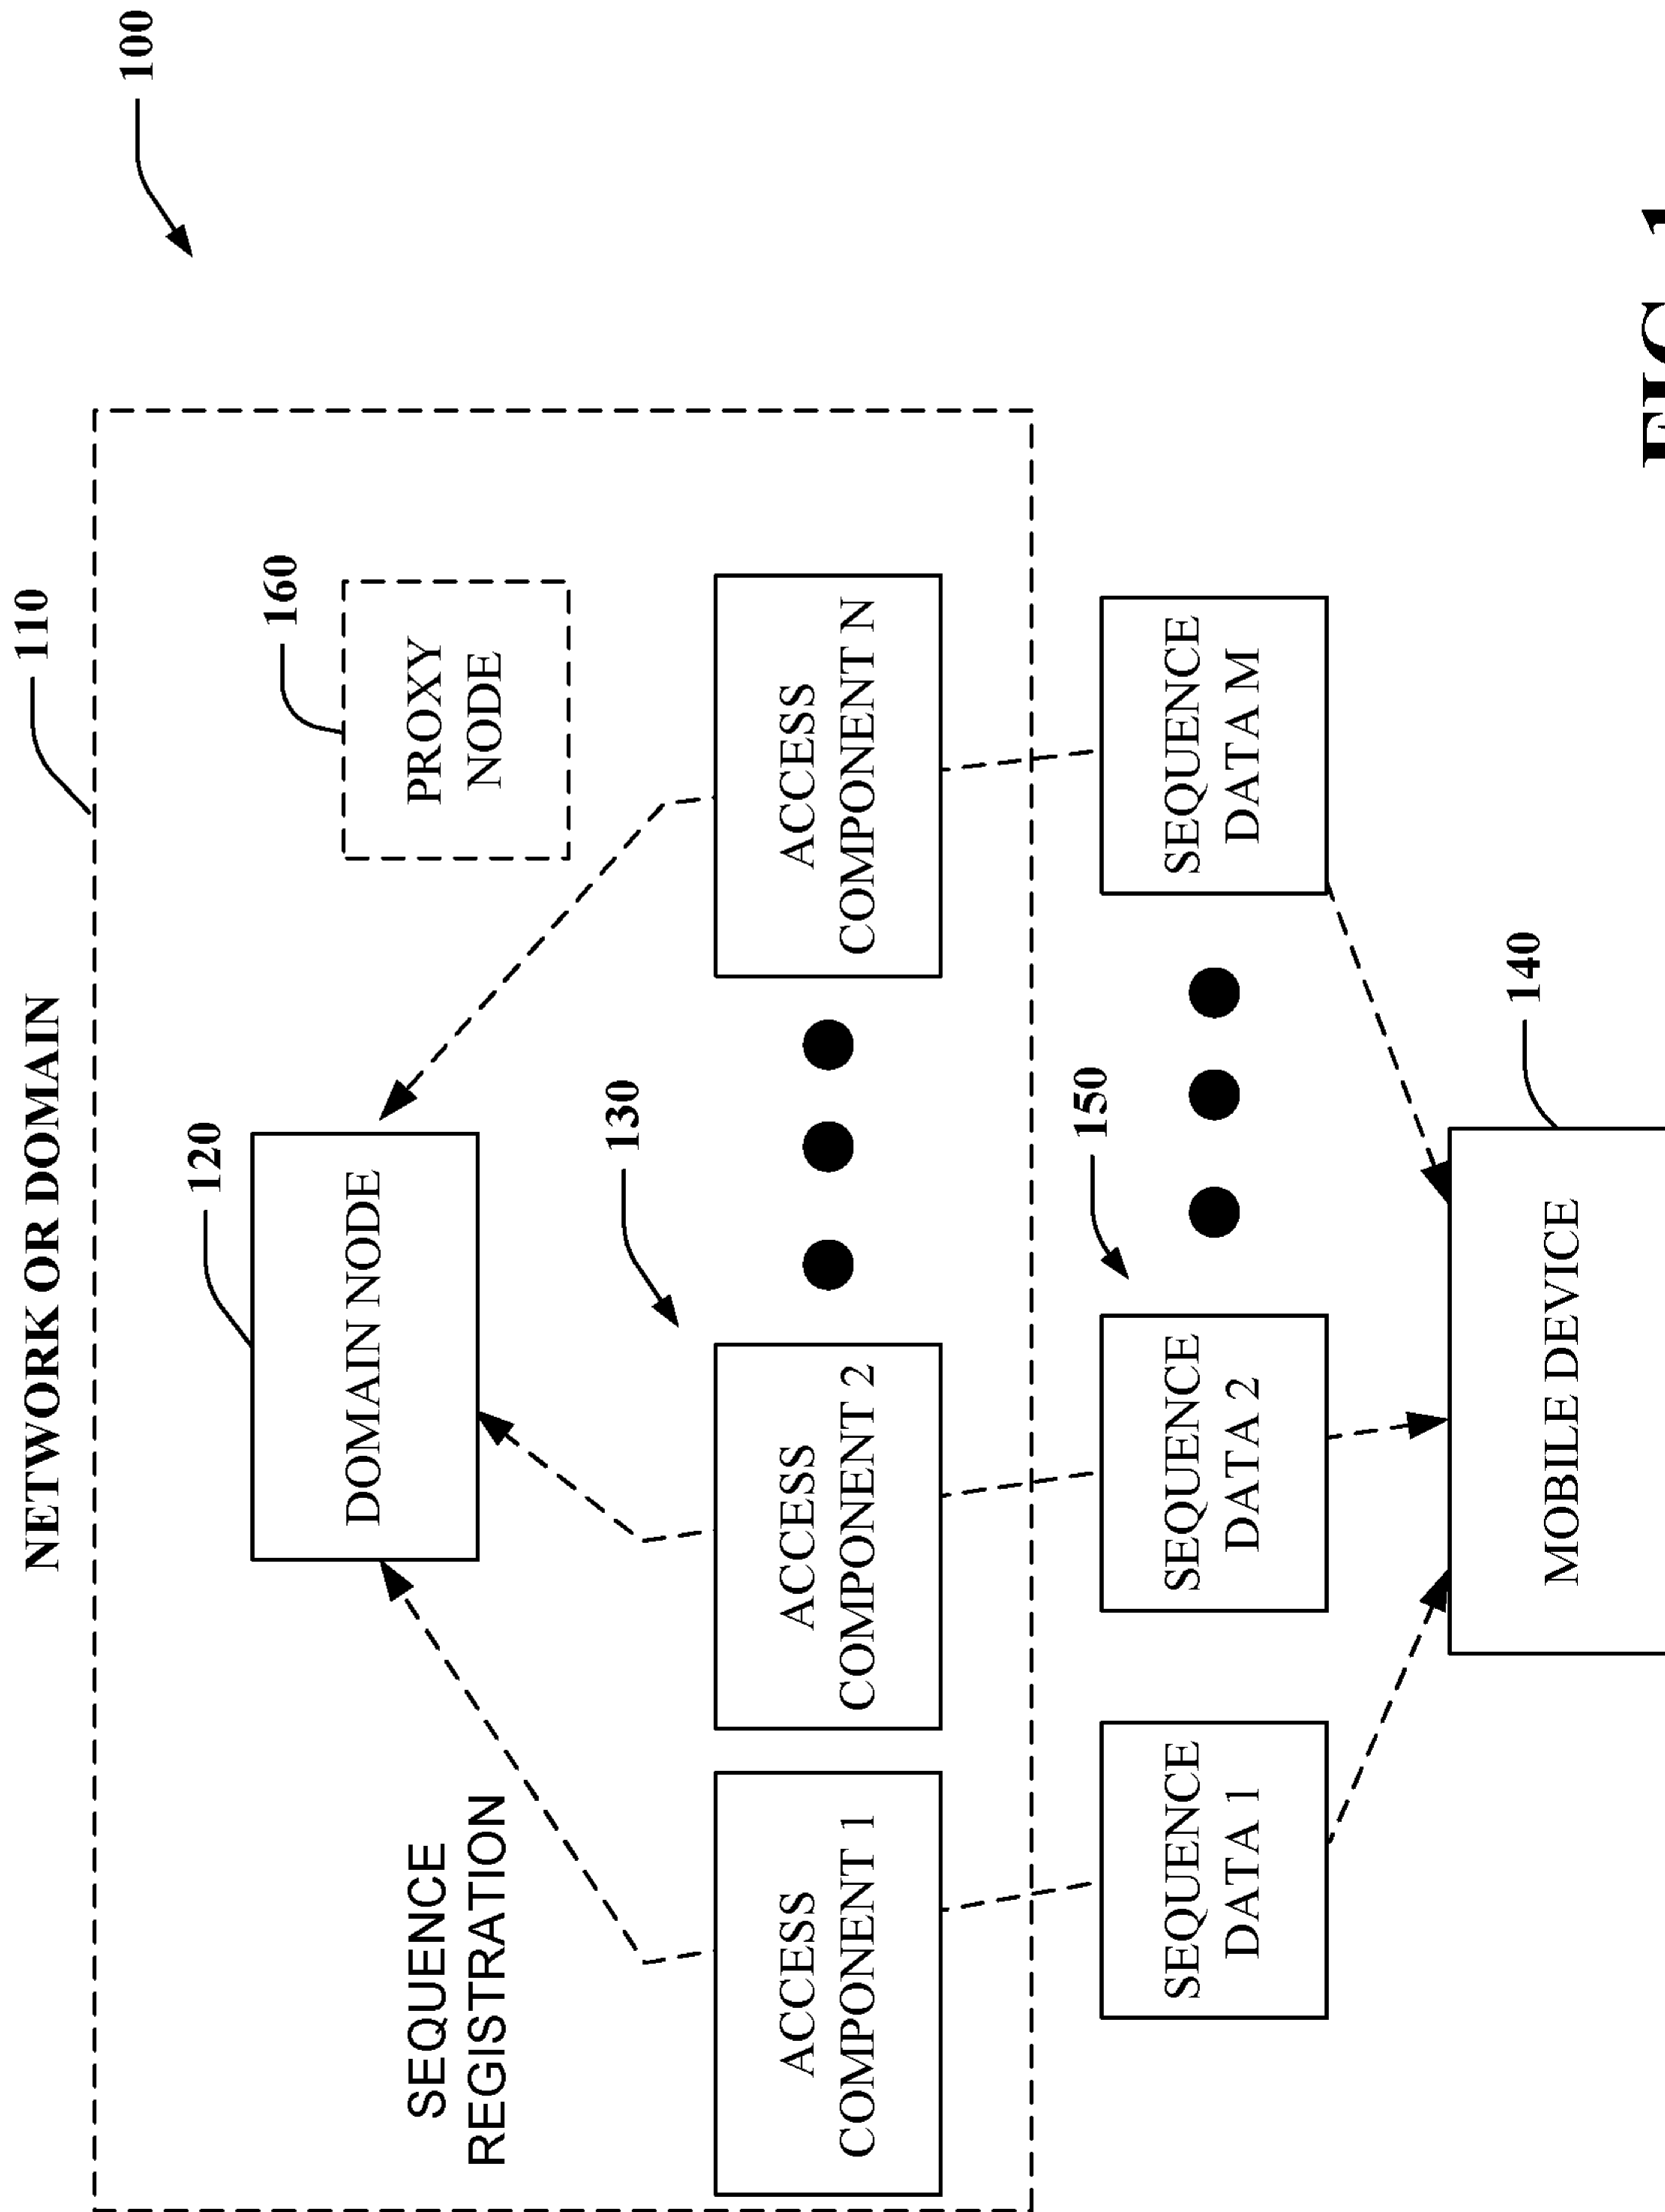 NETWORK OR DOMAIN
110
100
120
160
DOMAIN NODE
SEQUENCE
REGISTRATION
PROXY
NODE
130
ACCESS
COMPONENT 1
ACCESS
COMPONENT 2
ACCESS
COMPONENT N
150
SEQUENCE
DATA 1
SEQUENCE
DATA 2
SEQUENCE
DATA M
140
MOBILE DEVICE